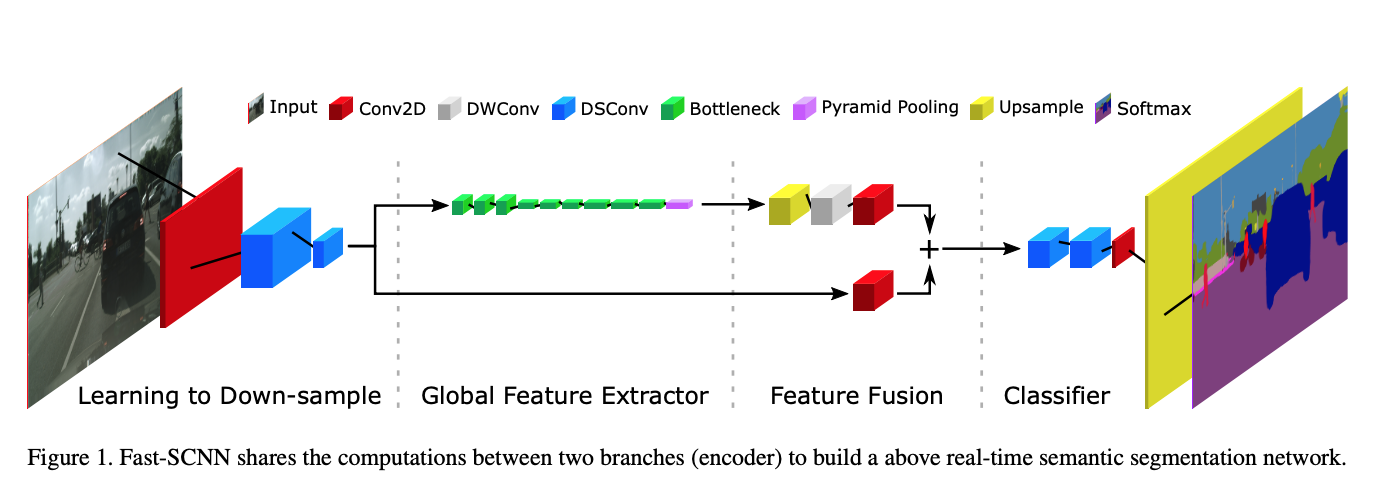 Input Conv2D DWConv DSConv Bottleneck Pyramid Pooling Upsample Softmax
+
Learning to Down-sample Global Feature Extractor Feature Fusion Classifier
Figure 1. Fast-SCNN shares the computations between two branches (encoder) to build a above real-time semantic segmentation network.